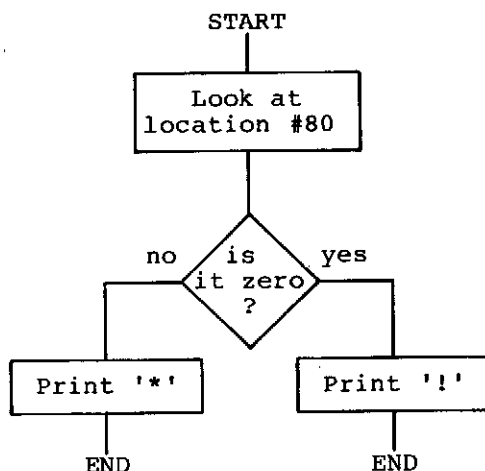 START
Look at
location #80
no
is
it zero
?
yes
Print '*'
Print '!'
END
END